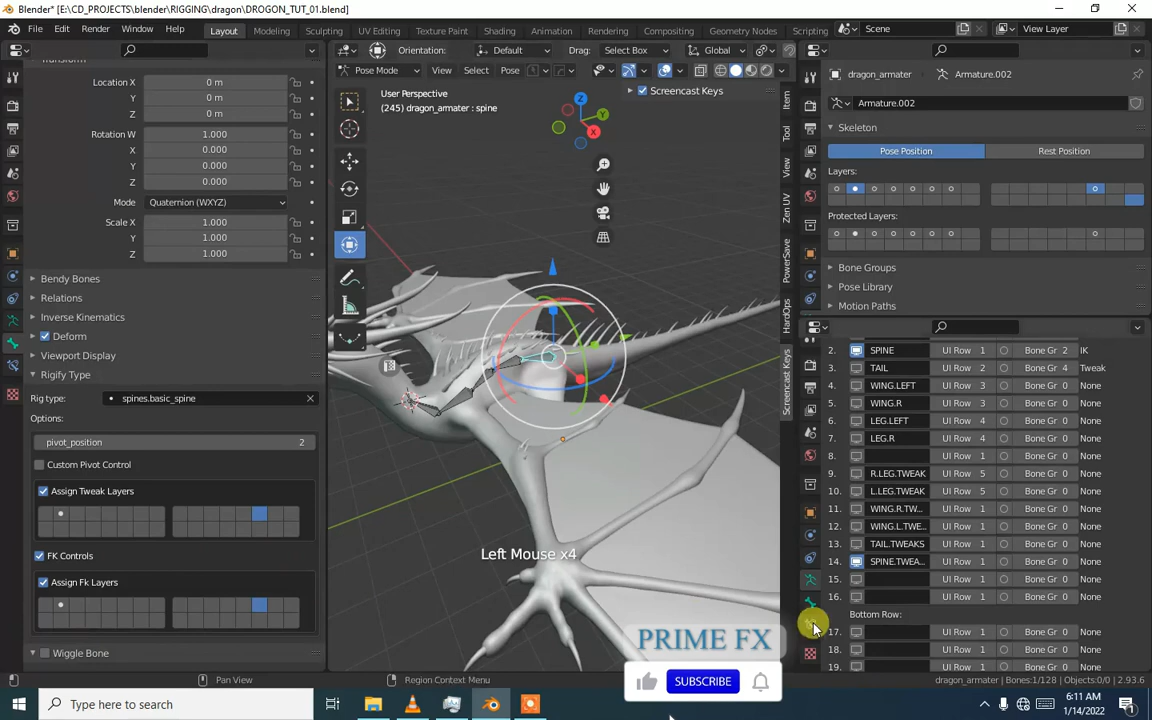 Blender* [E:\CD_PROJECTS\blender\RIGGING\dragon\DROGON_TUT_01.blend]
File Edit Render Window Help Layout Modeling Sculpting UV Editing Texture Paint Shading Animation Rendering Compositing Geometry Nodes Scripting Scene View Layer
Orientation: Default Drag: Select Box Global
Pose Mode View Select Pose
Transform
Location X 0 m
Y 0 m
Z 0 m
Rotation W 1.000
X 0.000
Y 0.000
Z 0.000
Mode Quaternion (WXYZ)
Scale X 1.000
Y 1.000
Z 1.000
Bendy Bones
Relations
Inverse Kinematics
Deform
Viewport Display
Rigify Type
Rig type: spines.basic_spine
Options:
pivot_position 2
Custom Pivot Control
Assign Tweak Layers
FK Controls
Assign Fk Layers
Wiggle Bone
User Perspective
(245) dragon_armater : spine
Screencast Keys
Z
Y
X
Item
Tool
View
Zen UV
PowerSave
HardOps
Screencast Keys
Left Mouse x4
PRIME FX
SUBSCRIBE
dragon_armater Armature.002
Armature.002
Skeleton
Pose Position Rest Position
Layers:
Protected Layers:
Bone Groups
Pose Library
Motion Paths
2. SPINE UI Row 1 Bone Gr 2 IK
3. TAIL UI Row 2 Bone Gr 4 Tweak
4. WING.LEFT UI Row 3 Bone Gr 0 None
5. WING.R UI Row 3 Bone Gr 0 None
6. LEG.LEFT UI Row 4 Bone Gr 0 None
7. LEG.R UI Row 4 Bone Gr 0 None
8. UI Row 1 Bone Gr 0 None
9. R.LEG.TWEAK UI Row 5 Bone Gr 0 None
10. L.LEG.TWEAK UI Row 5 Bone Gr 0 None
11. WING.R.TW... UI Row 1 Bone Gr 0 None
12. WING.L.TWE... UI Row 1 Bone Gr 0 None
13. TAIL.TWEAKS UI Row 1 Bone Gr 0 None
14. SPINE.TWEA... UI Row 1 Bone Gr 0 None
15. UI Row 1 Bone Gr 0 None
16. UI Row 1 Bone Gr 0 None
Bottom Row:
17. UI Row 1 Bone Gr 0 None
18. UI Row 1 Bone Gr 0 None
19. UI Row 1 Bone Gr 0 None
Pan View Region Context Menu dragon_armater | Bones:1/128 | Objects:0/0 | 2.93.6
Type here to search
6:11 AM
1/14/2022
1